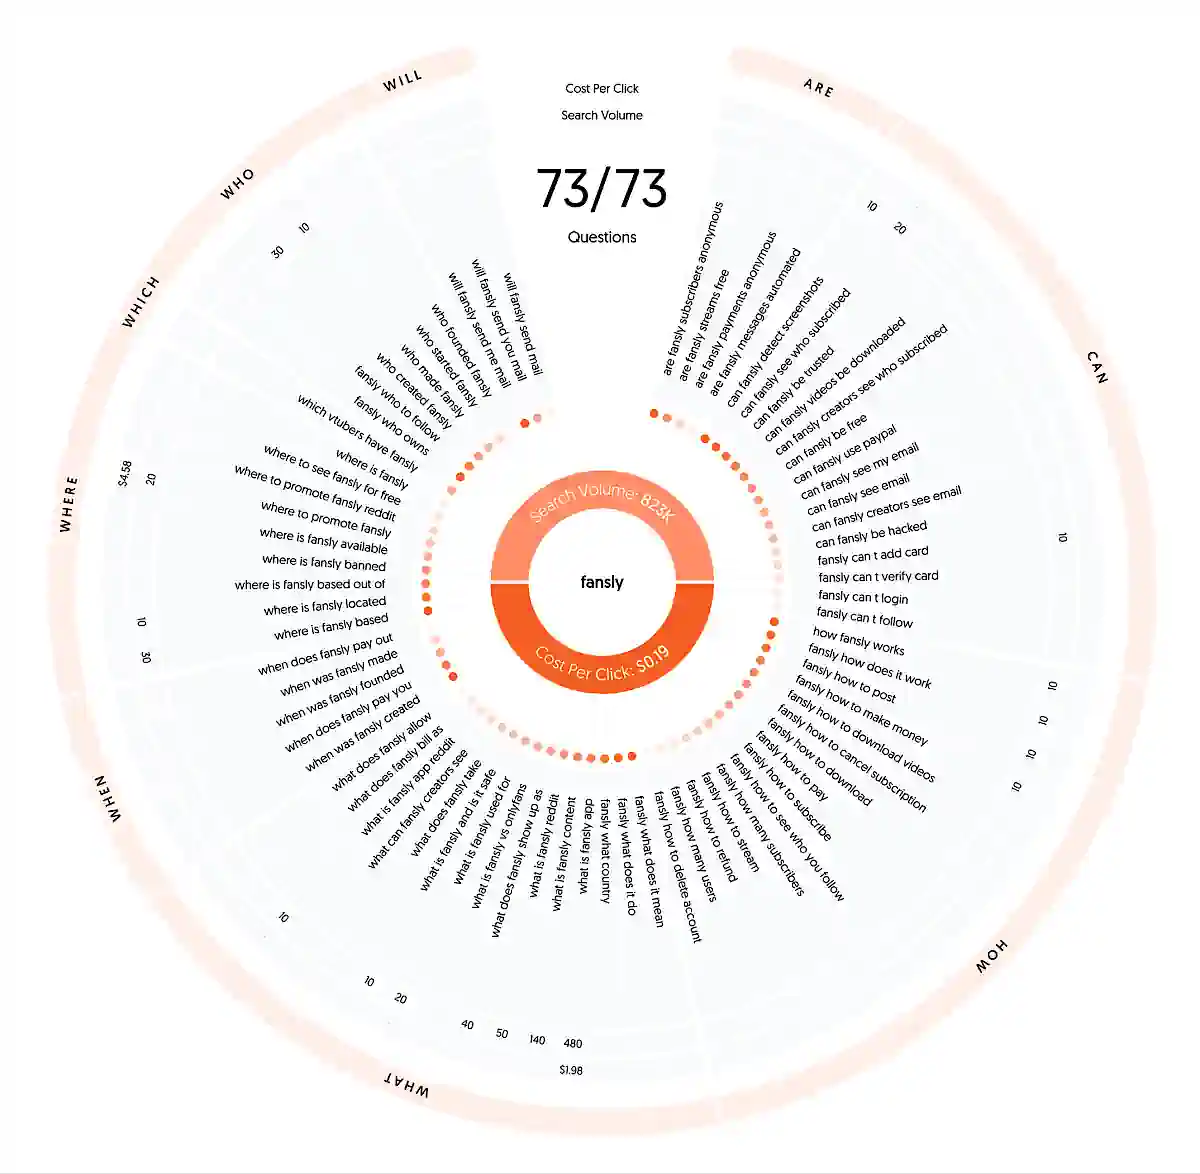 Cost Per Click
Search Volume
73/73
Questions
fansly
Search Volume: 823K
Cost Per Click: $0.19
ARE
are fansly subscribers anonymous
are fansly streams free
are fansly payments anonymous
are fansly messages automated
CAN
can fansly detect screenshots
can fansly see who subscribed
can fansly be trusted
can fansly videos be downloaded
can fansly creators see who subscribed
can fansly be free
can fansly use paypal
can fansly see my email
can fansly see email
can fansly creators see email
can fansly be hacked
fansly can t add card
fansly can t verify card
fansly can t login
fansly can t follow
10
20
10
HOW
how fansly works
fansly how does it work
fansly how to post
fansly how to make money
fansly how to download videos
fansly how to cancel subscription
fansly how to download
fansly how to pay
fansly how to subscribe
fansly how to see who you follow
fansly how many subscribers
fansly how to stream
fansly how to refund
fansly how many users
fansly how to delete account
10
10
10
10
WHAT
fansly what does it mean
fansly what does it do
fansly what country
what is fansly app
what is fansly content
what is fansly reddit
what does fansly show up as
what is fansly vs onlyfans
what is fansly used for
what is fansly and is it safe
what does fansly take
what can fansly creators see
what is fansly app reddit
what does fansly bill as
what does fansly allow
480
$1.98
140
50
40
20
10
10
WHEN
when was fansly created
when does fansly pay you
when was fansly founded
when was fansly made
when does fansly pay out
30
10
WHERE
where is fansly based
where is fansly located
where is fansly based out of
where is fansly banned
where is fansly available
where to promote fansly
where to promote fansly reddit
where to see fansly for free
where is fansly
20
$4.58
WHICH
which vtubers have fansly
WHO
fansly who owns
fansly who to follow
who created fansly
who made fansly
who started fansly
who founded fansly
30
10
WILL
will fansly send me mail
will fansly send you mail
will fansly send mail